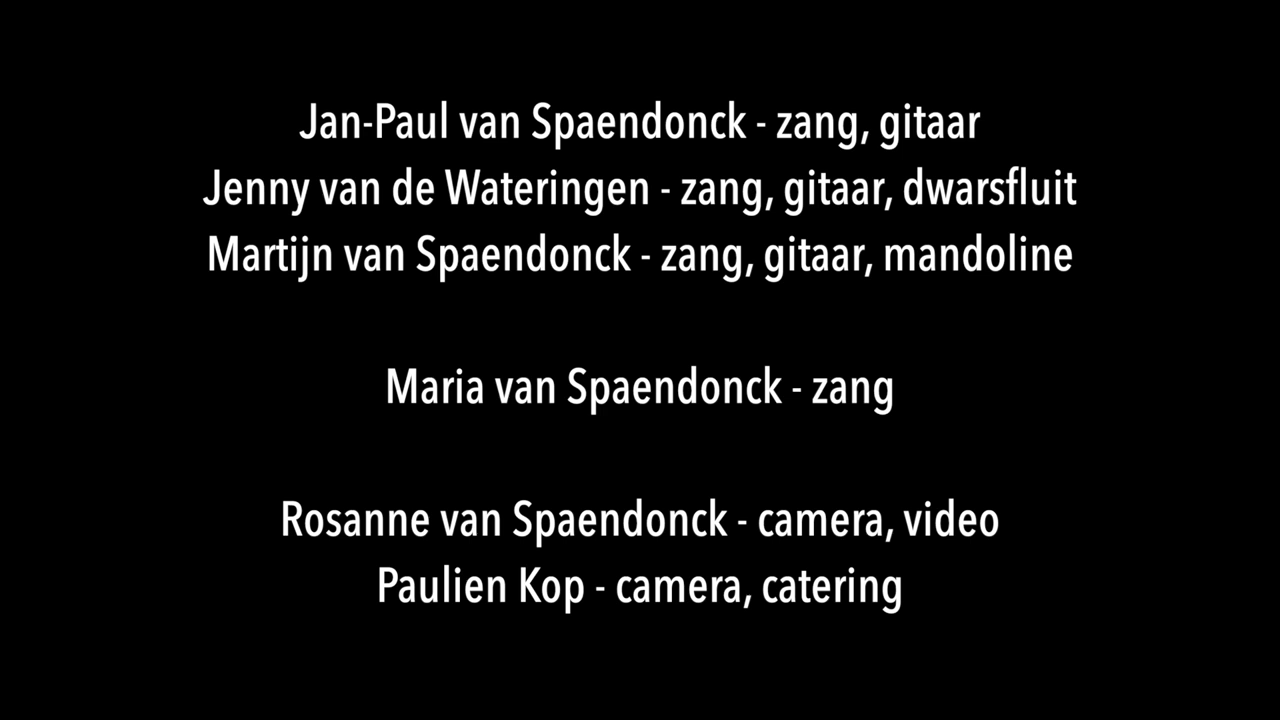 Jan-Paul van Spaendonck - zang, gitaar
Jenny van de Wateringen - zang, gitaar, dwarsfluit
Martijn van Spaendonck - zang, gitaar, mandoline
Maria van Spaendonck - zang
Rosanne van Spaendonck - camera, video
Paulien Kop - camera, catering